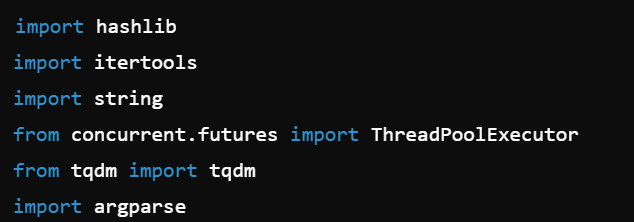 import hashlib
import itertools
import string
from concurrent.futures import ThreadPoolExecutor
from tqdm import tqdm
import argparse